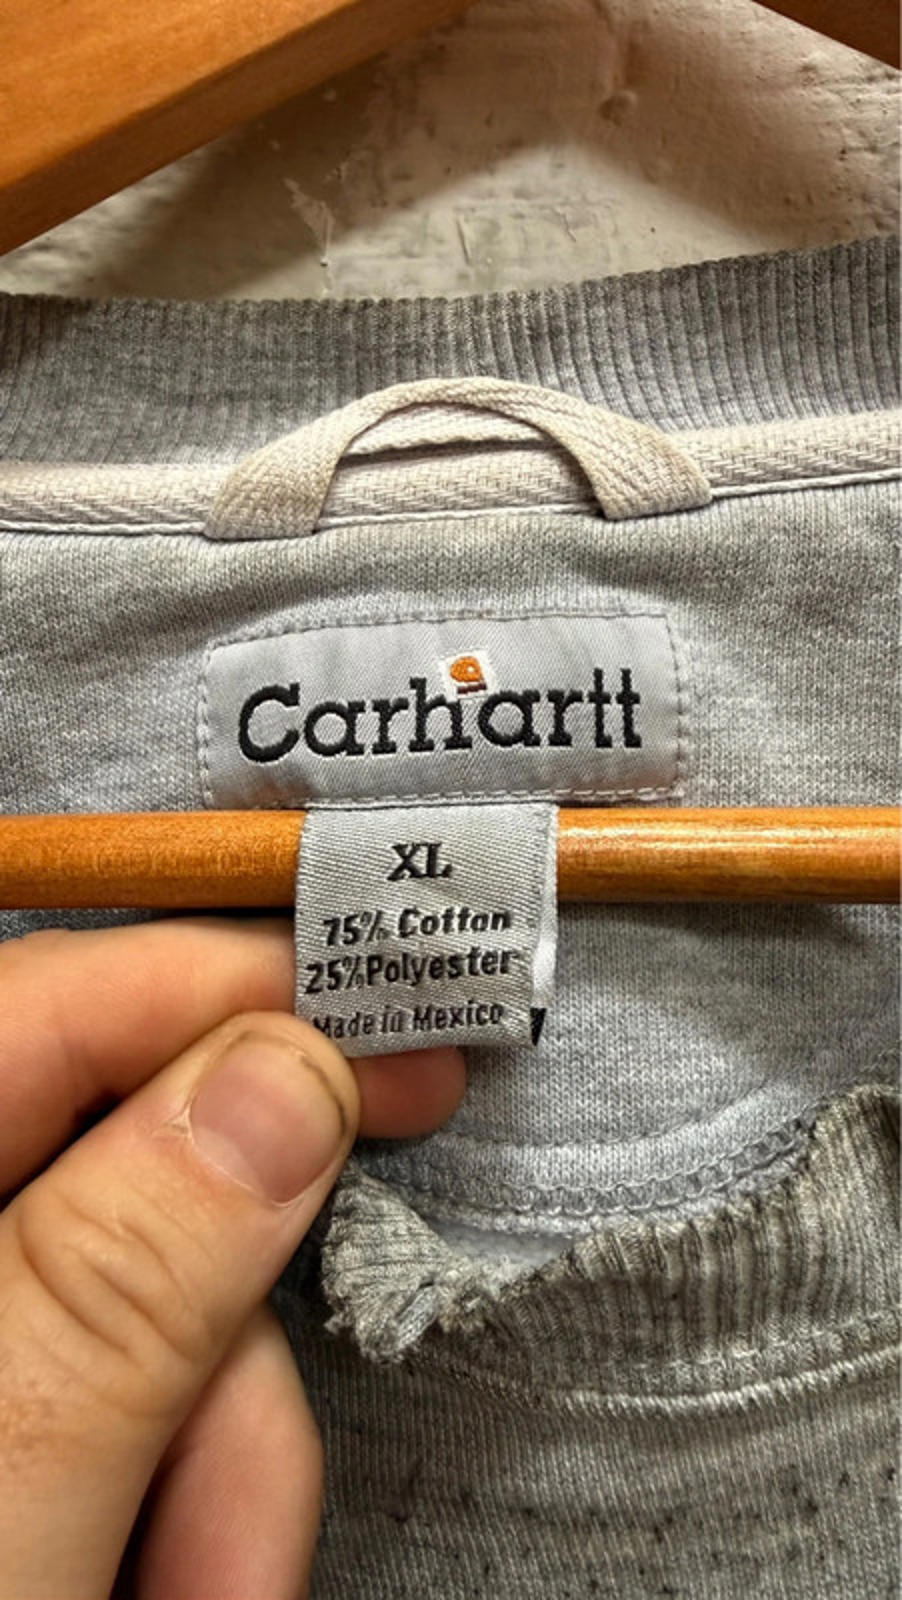 Carhartt
XL
75% Cotton
25%Polyester
Made in Mexico